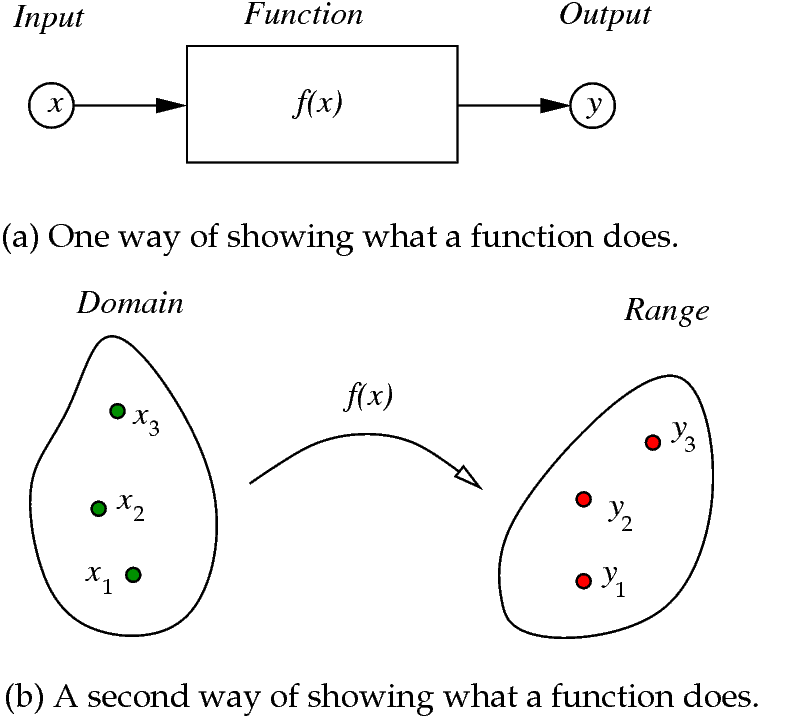 Input Function Output
x f(x) y
(a) One way of showing what a function does.
Domain Range
f(x)
x3 y3
x2 y2
x1 y1
(b) A second way of showing what a function does.